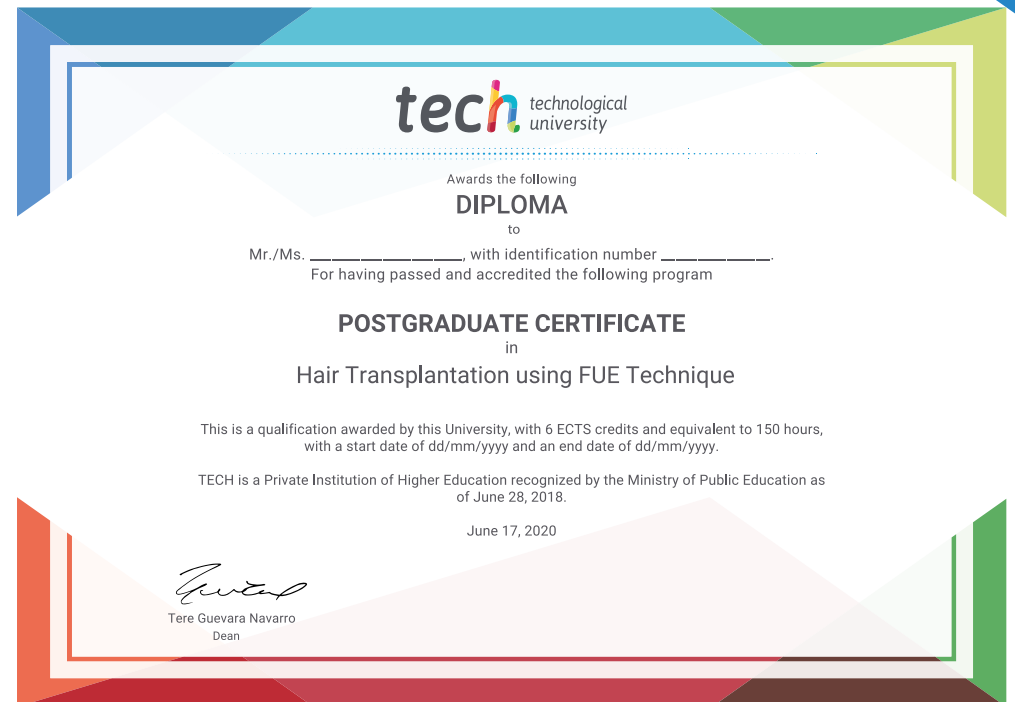 tech technological
university
Awards the following
DIPLOMA
to
Mr./Ms. ____________________, with identification number ______________.
For having passed and accredited the following program
POSTGRADUATE CERTIFICATE
in
Hair Transplantation using FUE Technique
This is a qualification awarded by this University, with 6 ECTS credits and equivalent to 150 hours,
with a start date of dd/mm/yyyy and an end date of dd/mm/yyyy.
TECH is a Private Institution of Higher Education recognized by the Ministry of Public Education as
of June 28, 2018.
June 17, 2020
Tere Guevara Navarro
Dean